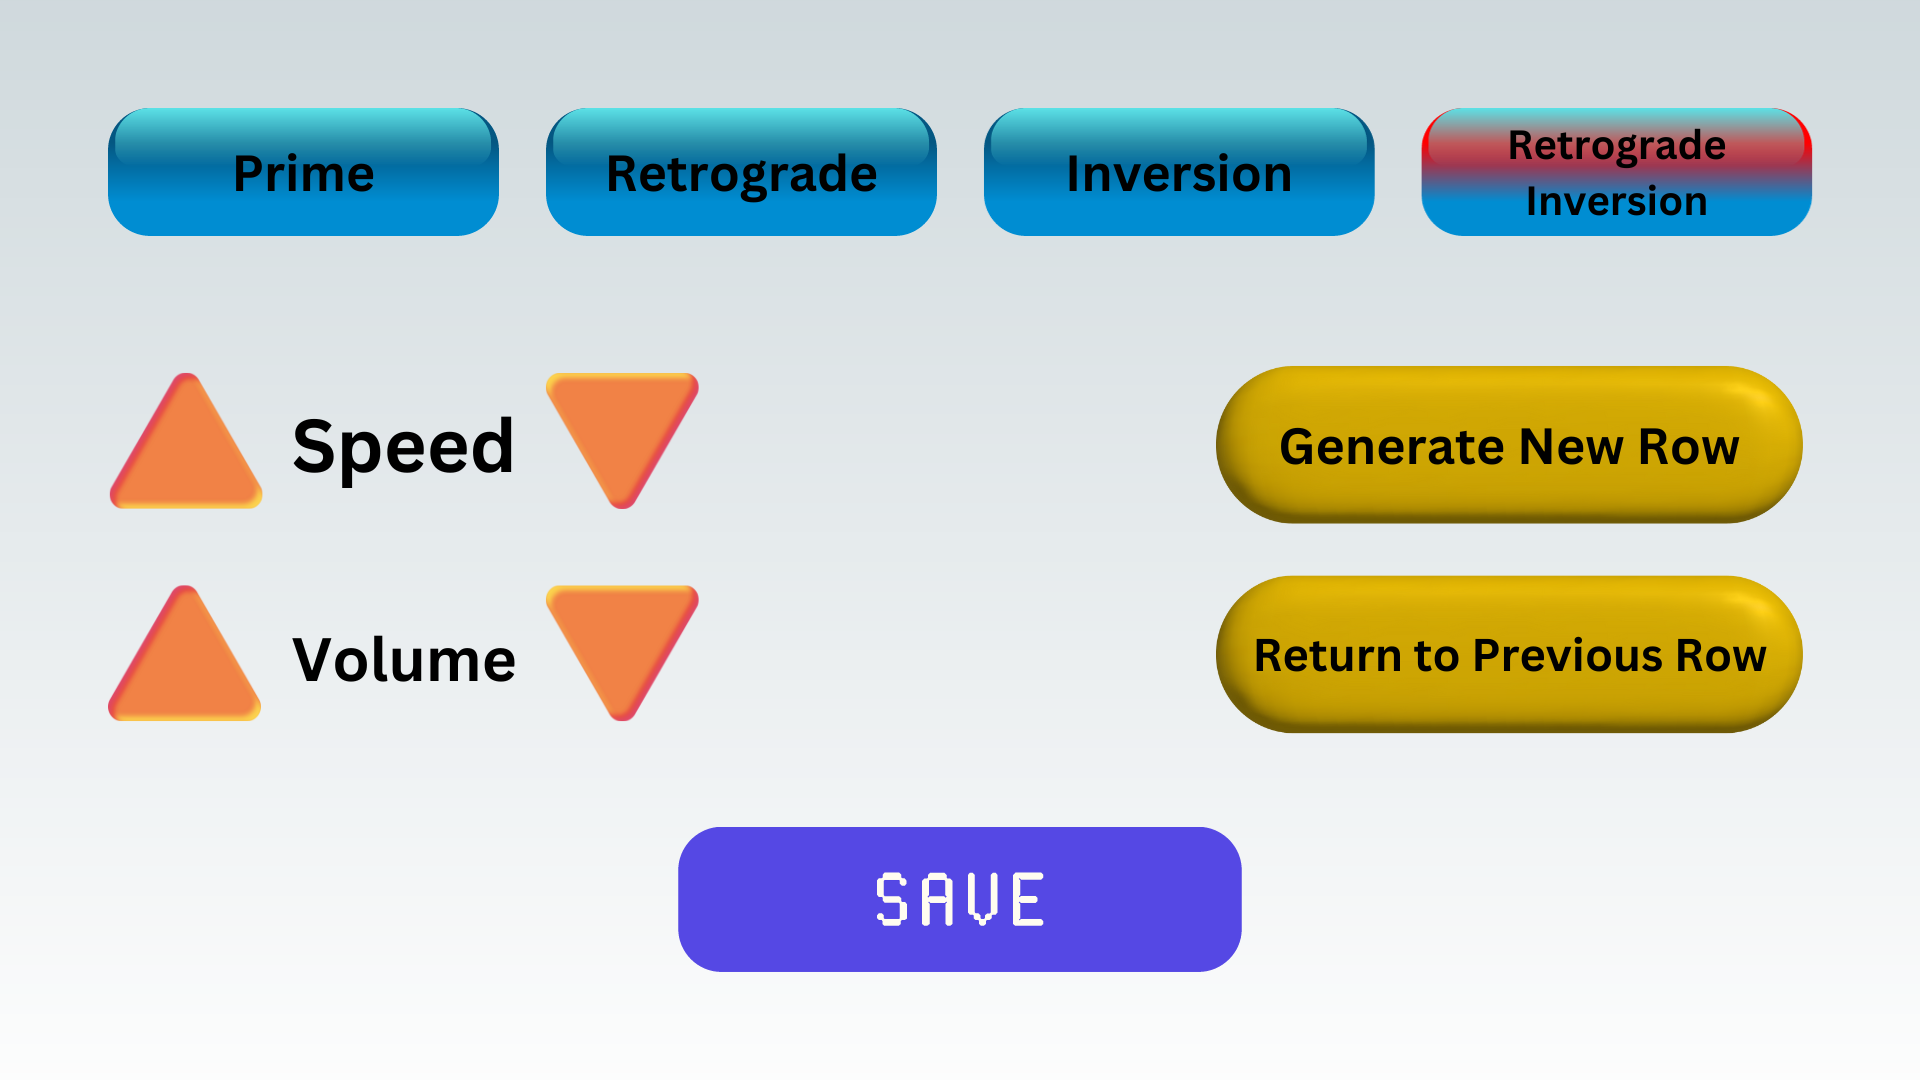 Prime
Retrograde
Inversion
Retrograde
Inversion
Speed
Generate New Row
Volume
Return to Previous Row
SAVE